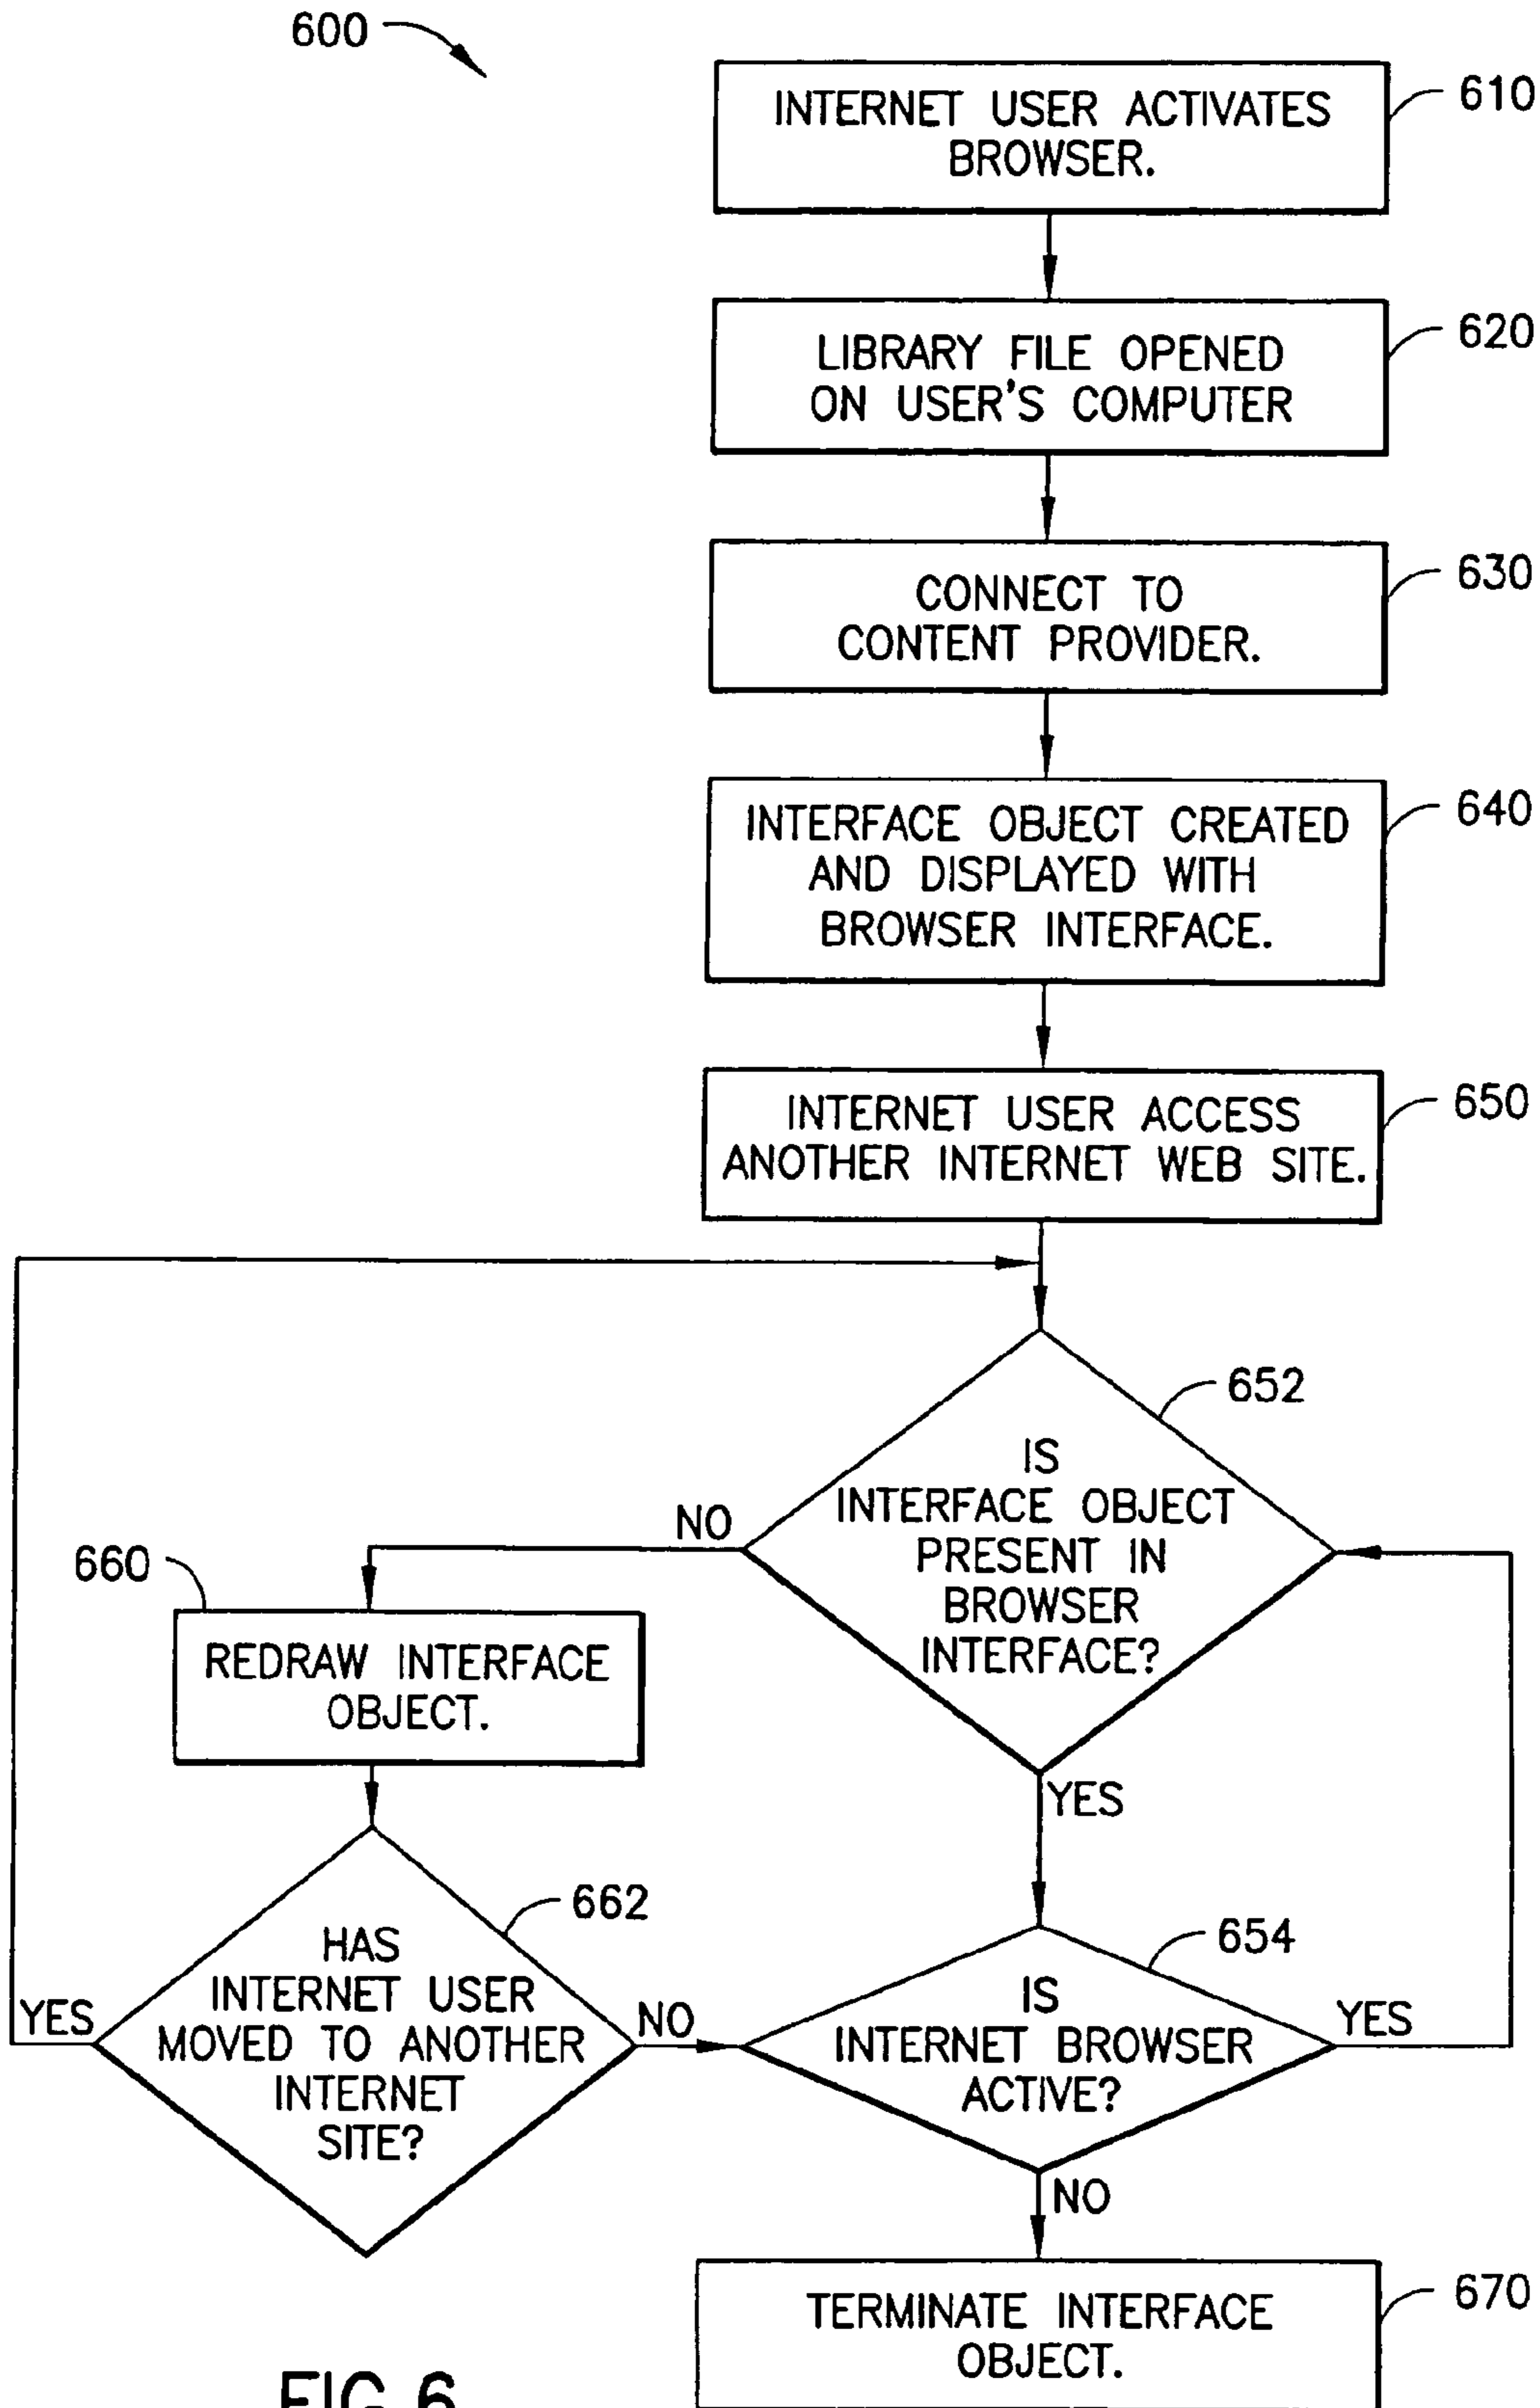 600
INTERNET USER ACTIVATES
BROWSER.
610
LIBRARY FILE OPENED
ON USER'S COMPUTER
620
CONNECT TO
CONTENT PROVIDER.
630
INTERFACE OBJECT CREATED
AND DISPLAYED WITH
BROWSER INTERFACE.
640
INTERNET USER ACCESS
ANOTHER INTERNET WEB SITE.
650
652
IS
INTERFACE OBJECT
PRESENT IN
BROWSER
INTERFACE?
NO
YES
660
REDRAW INTERFACE
OBJECT.
662
HAS
INTERNET USER
MOVED TO ANOTHER
INTERNET
SITE?
YES
NO
654
IS
INTERNET BROWSER
ACTIVE?
YES
NO
TERMINATE INTERFACE
OBJECT.
670
FIG.6